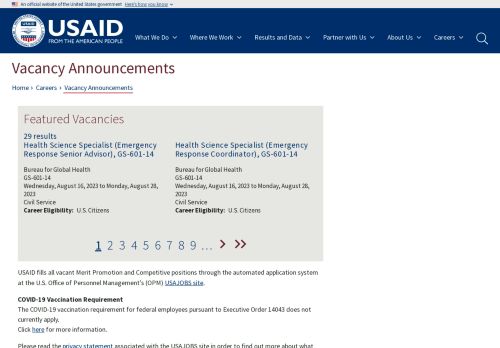 An official website of the United States government Here's how you know
USAID
FROM THE AMERICAN PEOPLE
What We Do
Where We Work
Results and Data
Partner with Us
About Us
Careers
Vacancy Announcements
Home › Careers › Vacancy Announcements
Featured Vacancies
29 results
Health Science Specialist (Emergency
Response Senior Advisor), GS-601-14
Bureau for Global Health
GS-601-14
Wednesday, August 16, 2023 to Monday, August 28,
2023
Civil Service
Career Eligibility: U.S. Citizens
Health Science Specialist (Emergency
Response Coordinator), GS-601-14
Bureau for Global Health
GS-601-14
Wednesday, August 16, 2023 to Monday, August 28,
2023
Civil Service
Career Eligibility: U.S. Citizens
1 2 3 4 5 6 7 8 9 ...
USAID fills all vacant Merit Promotion and Competitive positions through the automated application system
at the U.S. Office of Personnel Management's (OPM) USAJOBS site.
COVID-19 Vaccination Requirement
The COVID-19 vaccination requirement for federal employees pursuant to Executive Order 14043 does not
currently apply.
Click here for more information.
Please read the privacy statement associated with the USAJOBS site in order to find out more about what